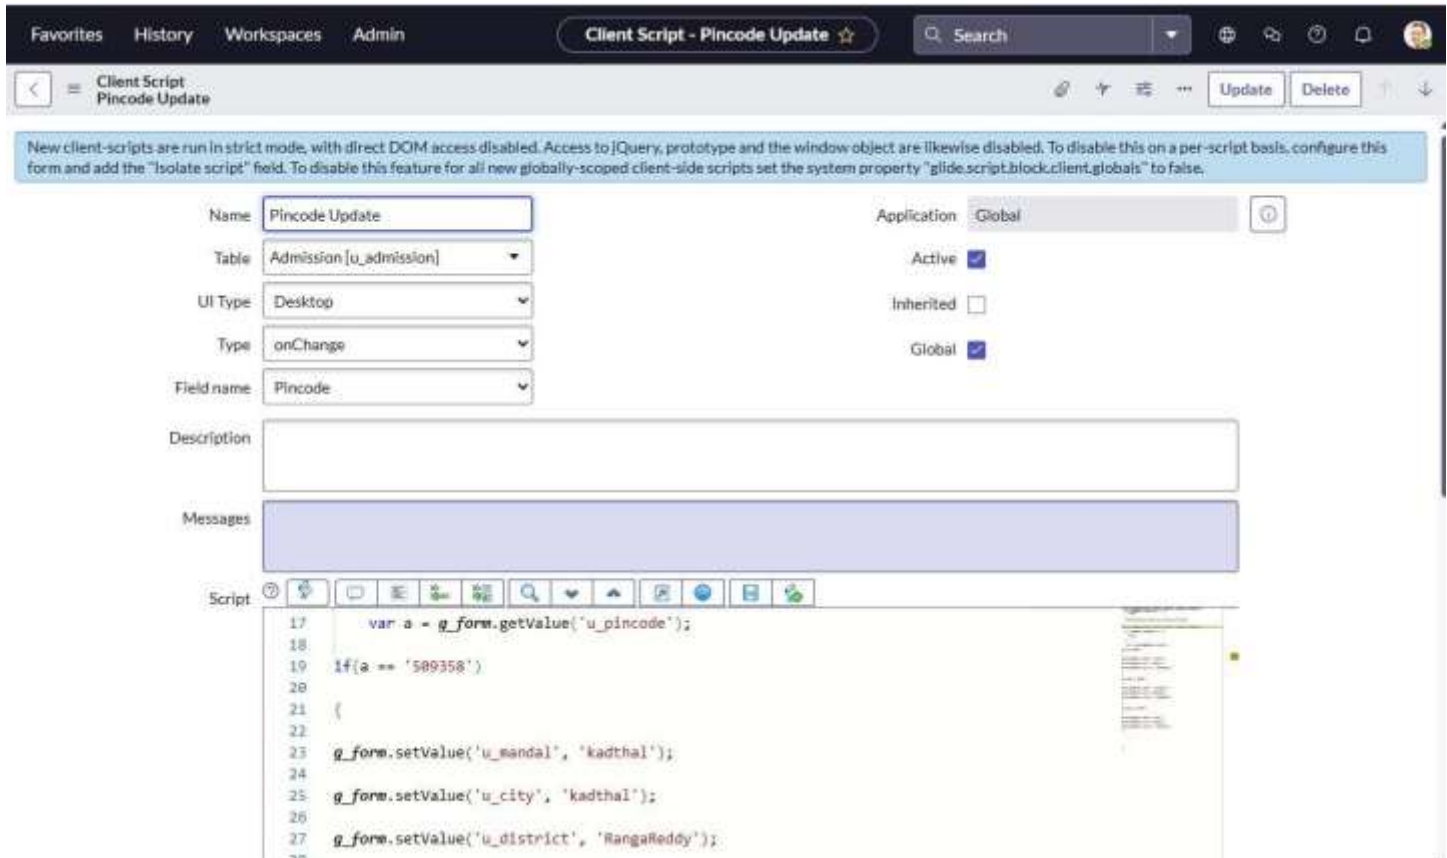 Favorites History Workspaces Admin Client Script - Pincode Update Search
Client Script
Pincode Update
Update Delete
New client-scripts are run in strict mode, with direct DOM access disabled. Access to jQuery, prototype and the window object are likewise disabled. To disable this on a per-script basis, configure this
form and add the "Isolate script" field. To disable this feature for all new globally-scoped client-side scripts set the system property "glide.script.block.client.globals" to false.
Name Pincode Update Application Global
Table Admission [u_admission] Active
UI Type Desktop Inherited
Type onChange Global
Field name Pincode
Description
Messages
Script
17 var a = g_form.getValue('u_pincode');
18
19 if(a == '509358')
20
21 {
22
23 g_form.setValue('u_mandal', 'kadthal');
24
25 g_form.setValue('u_city', 'kadthal');
26
27 g_form.setValue('u_district', 'RangaReddy');